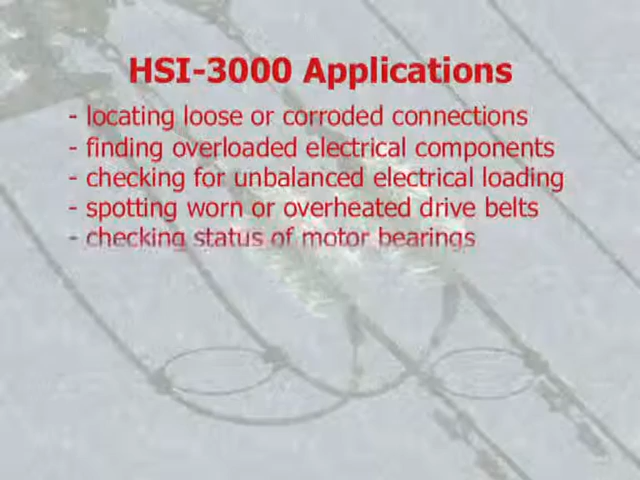 HSI-3000 Applications
- locating loose or corroded connections
- finding overloaded electrical components
- checking for unbalanced electrical loading
- spotting worn or overheated drive belts
- checking status of motor bearings